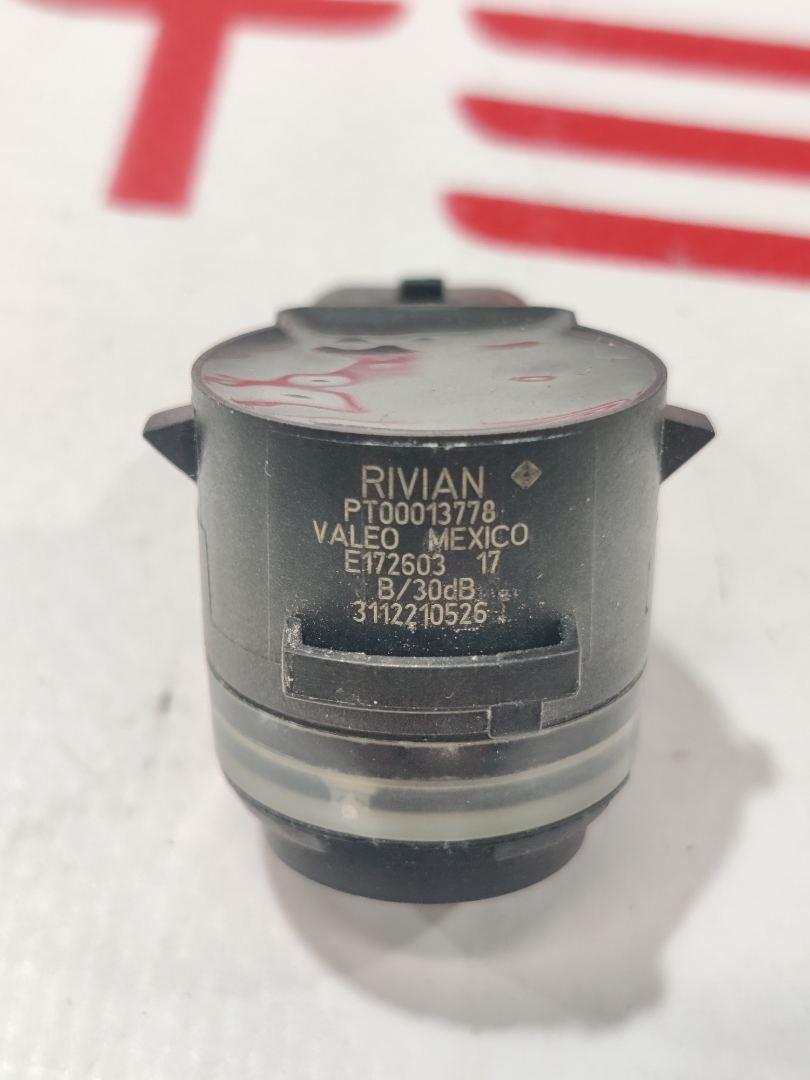 RIVIAN
PT00013778
VALEO MEXICO
E172603 17
B/30dB
3112210526